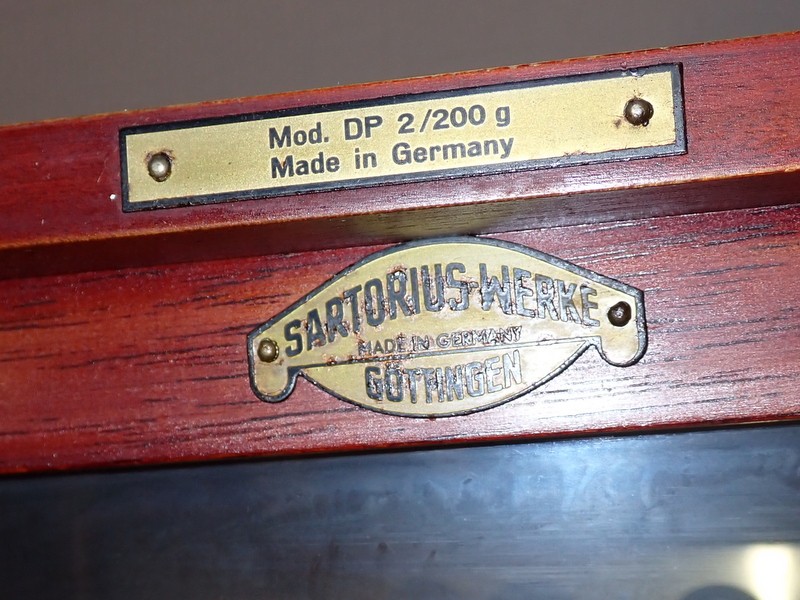 Mod. DP 2/200 g
Made in Germany
SARTORIUS-WERKE
MADE IN GERMANY
GÖTTINGEN